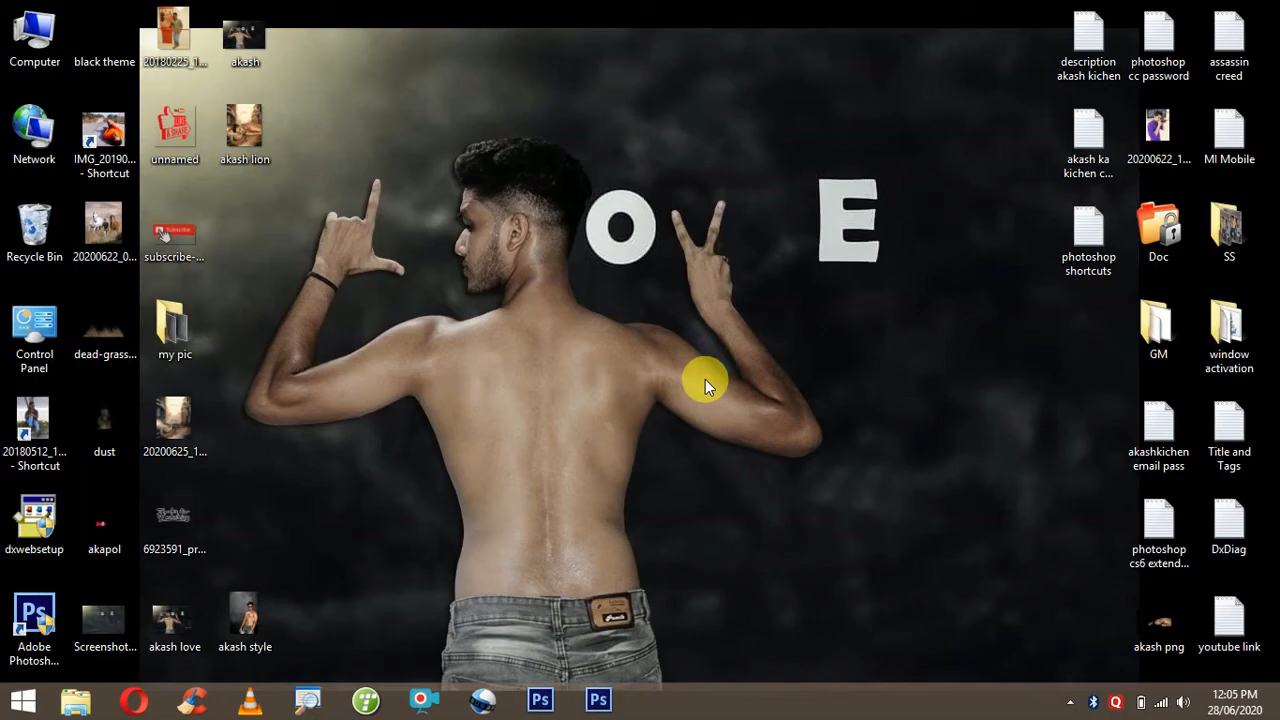 Computer
Network
Recycle Bin
Control
Panel
20180512_1...
- Shortcut
dxwebsetup
Adobe
Photosh...
black theme
IMG_20190...
- Shortcut
20200622_0...
dead-grass...
dust
akapol
Screenshot...
20180225_1...
unnamed
subscribe-...
Subscribe
my pic
20200625_1...
6923591_pr...
akash love
akash
akash lion
akash style
O
E
description
akash kichen
akash ka
kichen c...
photoshop
shortcuts
photoshop
cc password
20200622_1...
Doc
GM
akashkichen
email pass
photoshop
cs6 extend...
akash png
assassin
creed
MI Mobile
SS
window
activation
Title and
Tags
DxDiag
youtube link
Ps
Ps
Ps
12:05 PM
28/06/2020